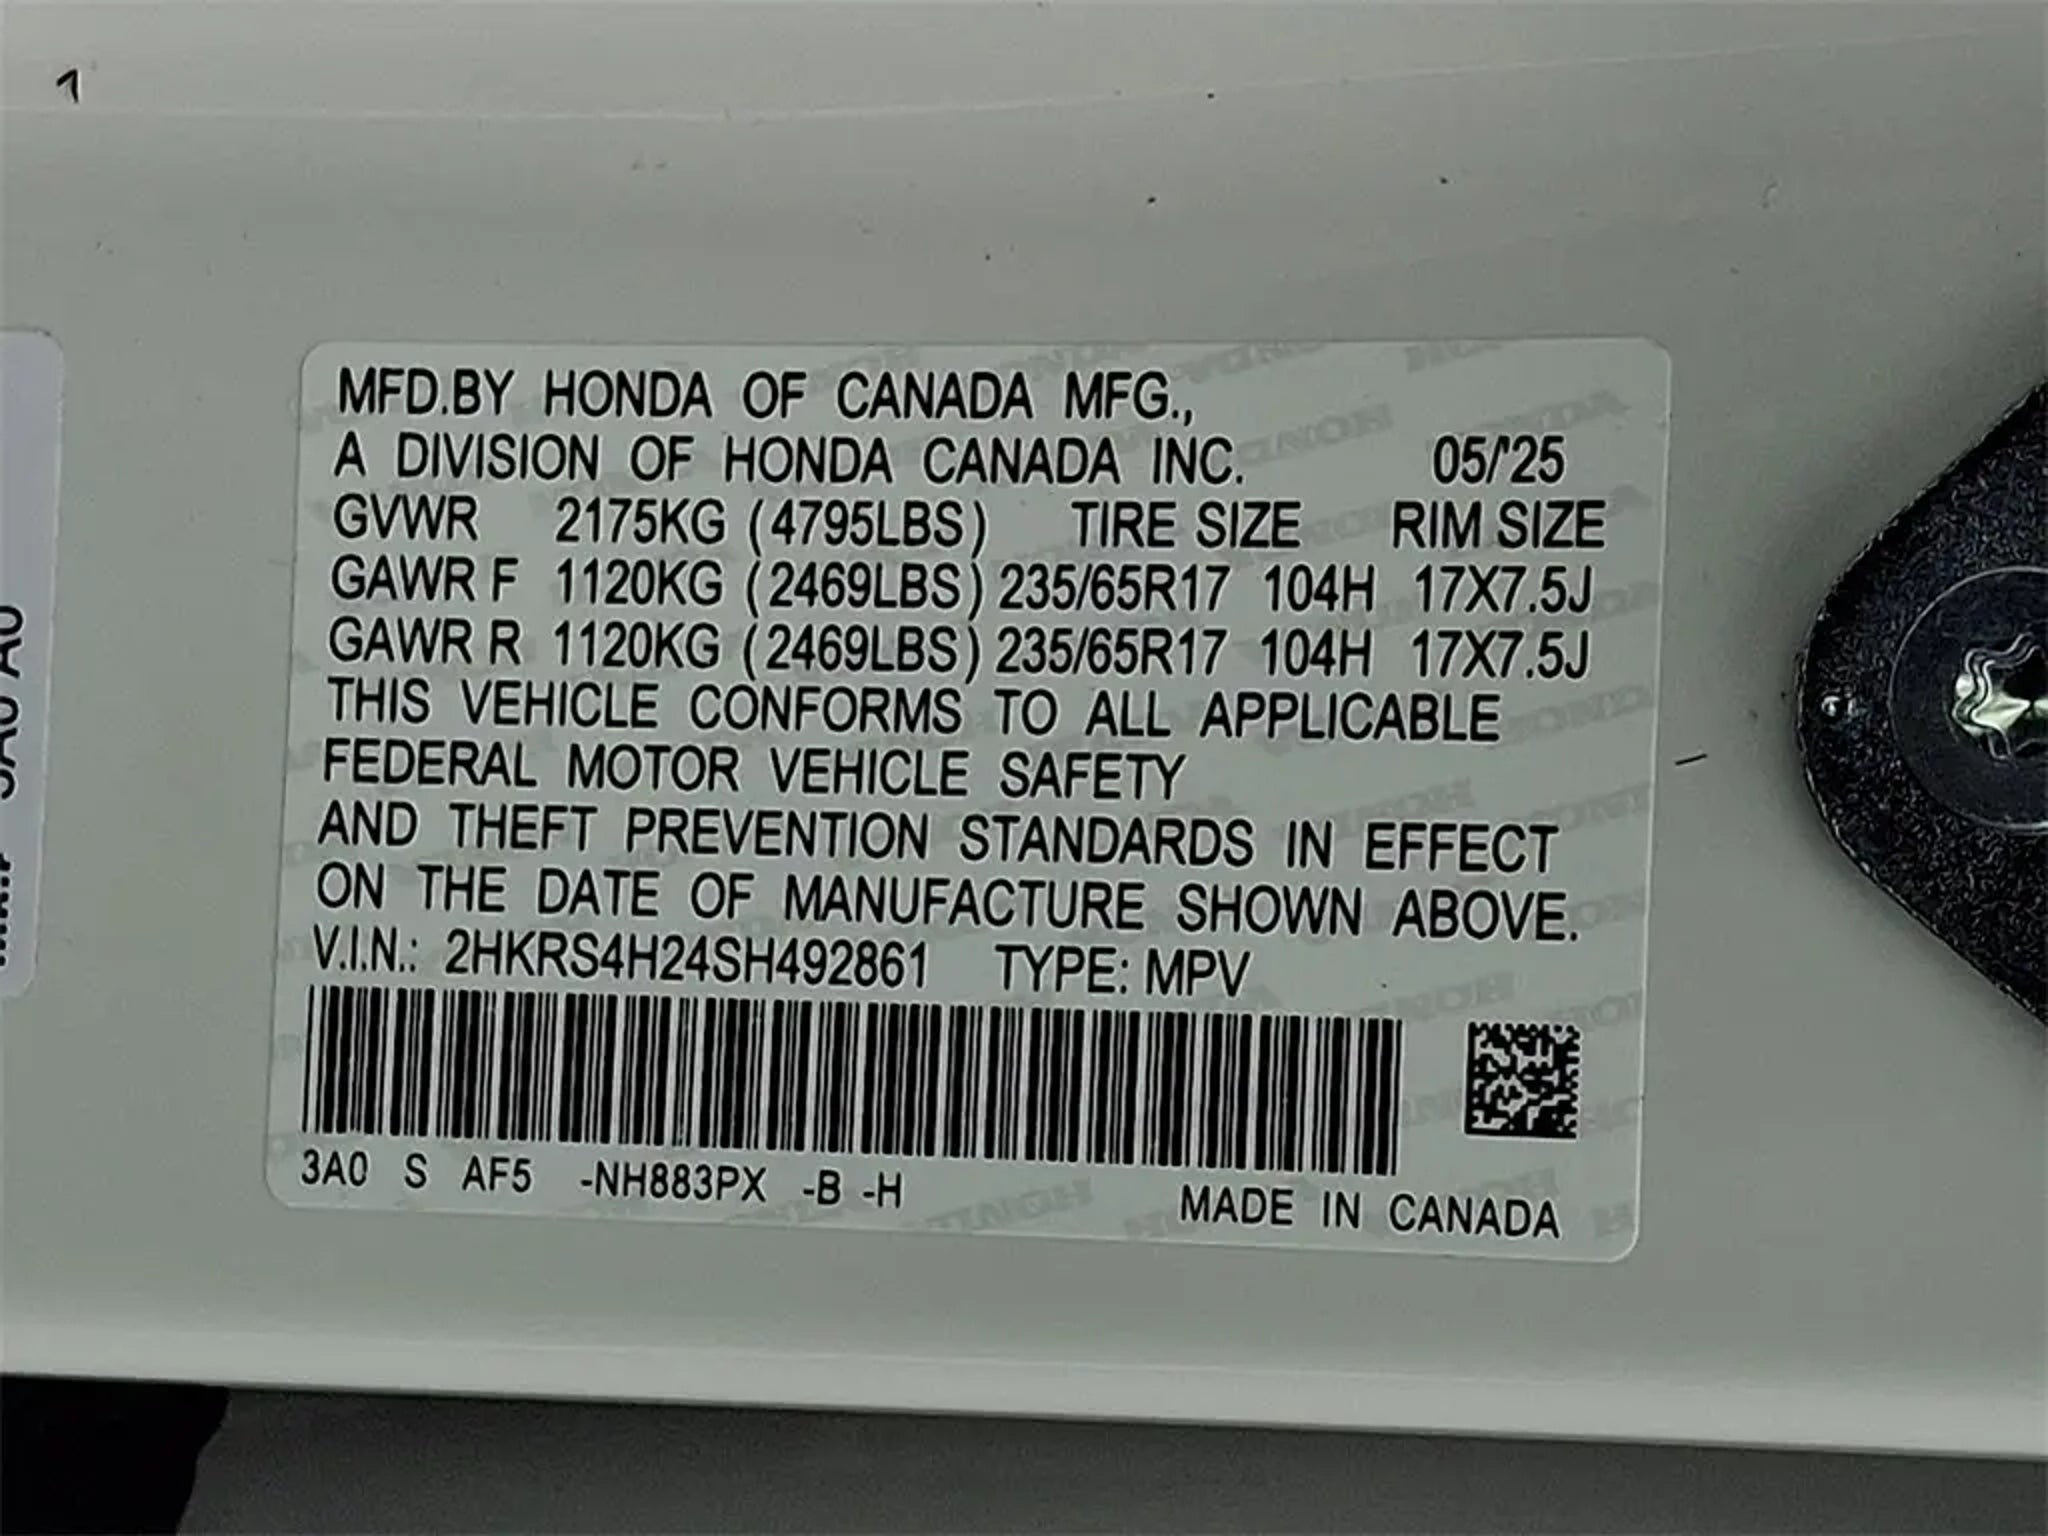 MFD.BY HONDA OF CANADA MFG.,
A DIVISION OF HONDA CANADA INC. 05/'25
GVWR 2175KG (4795LBS) TIRE SIZE RIM SIZE
GAWR F 1120KG (2469LBS) 235/65R17 104H 17X7.5J
GAWR R 1120KG (2469LBS) 235/65R17 104H 17X7.5J
THIS VEHICLE CONFORMS TO ALL APPLICABLE
FEDERAL MOTOR VEHICLE SAFETY
AND THEFT PREVENTION STANDARDS IN EFFECT
ON THE DATE OF MANUFACTURE SHOWN ABOVE.
V.I.N.: 2HKRS4H24SH492861 TYPE: MPV
3A0 S AF5 -NH883PX -B -H
MADE IN CANADA